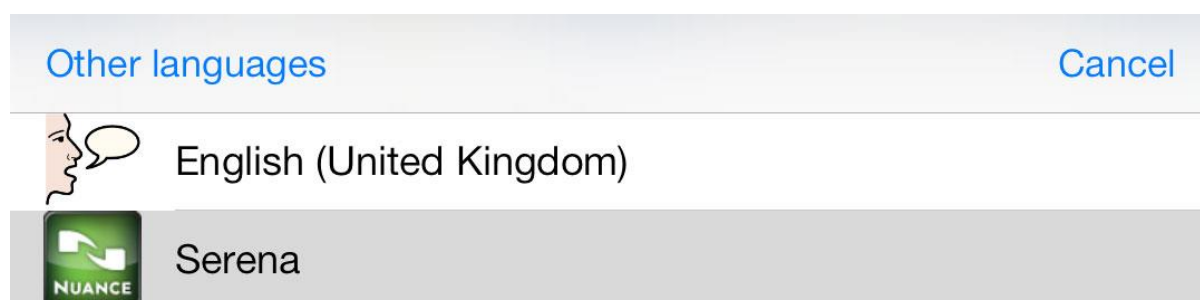 Other languages Cancel
English (United Kingdom)
Serena
NUANCE